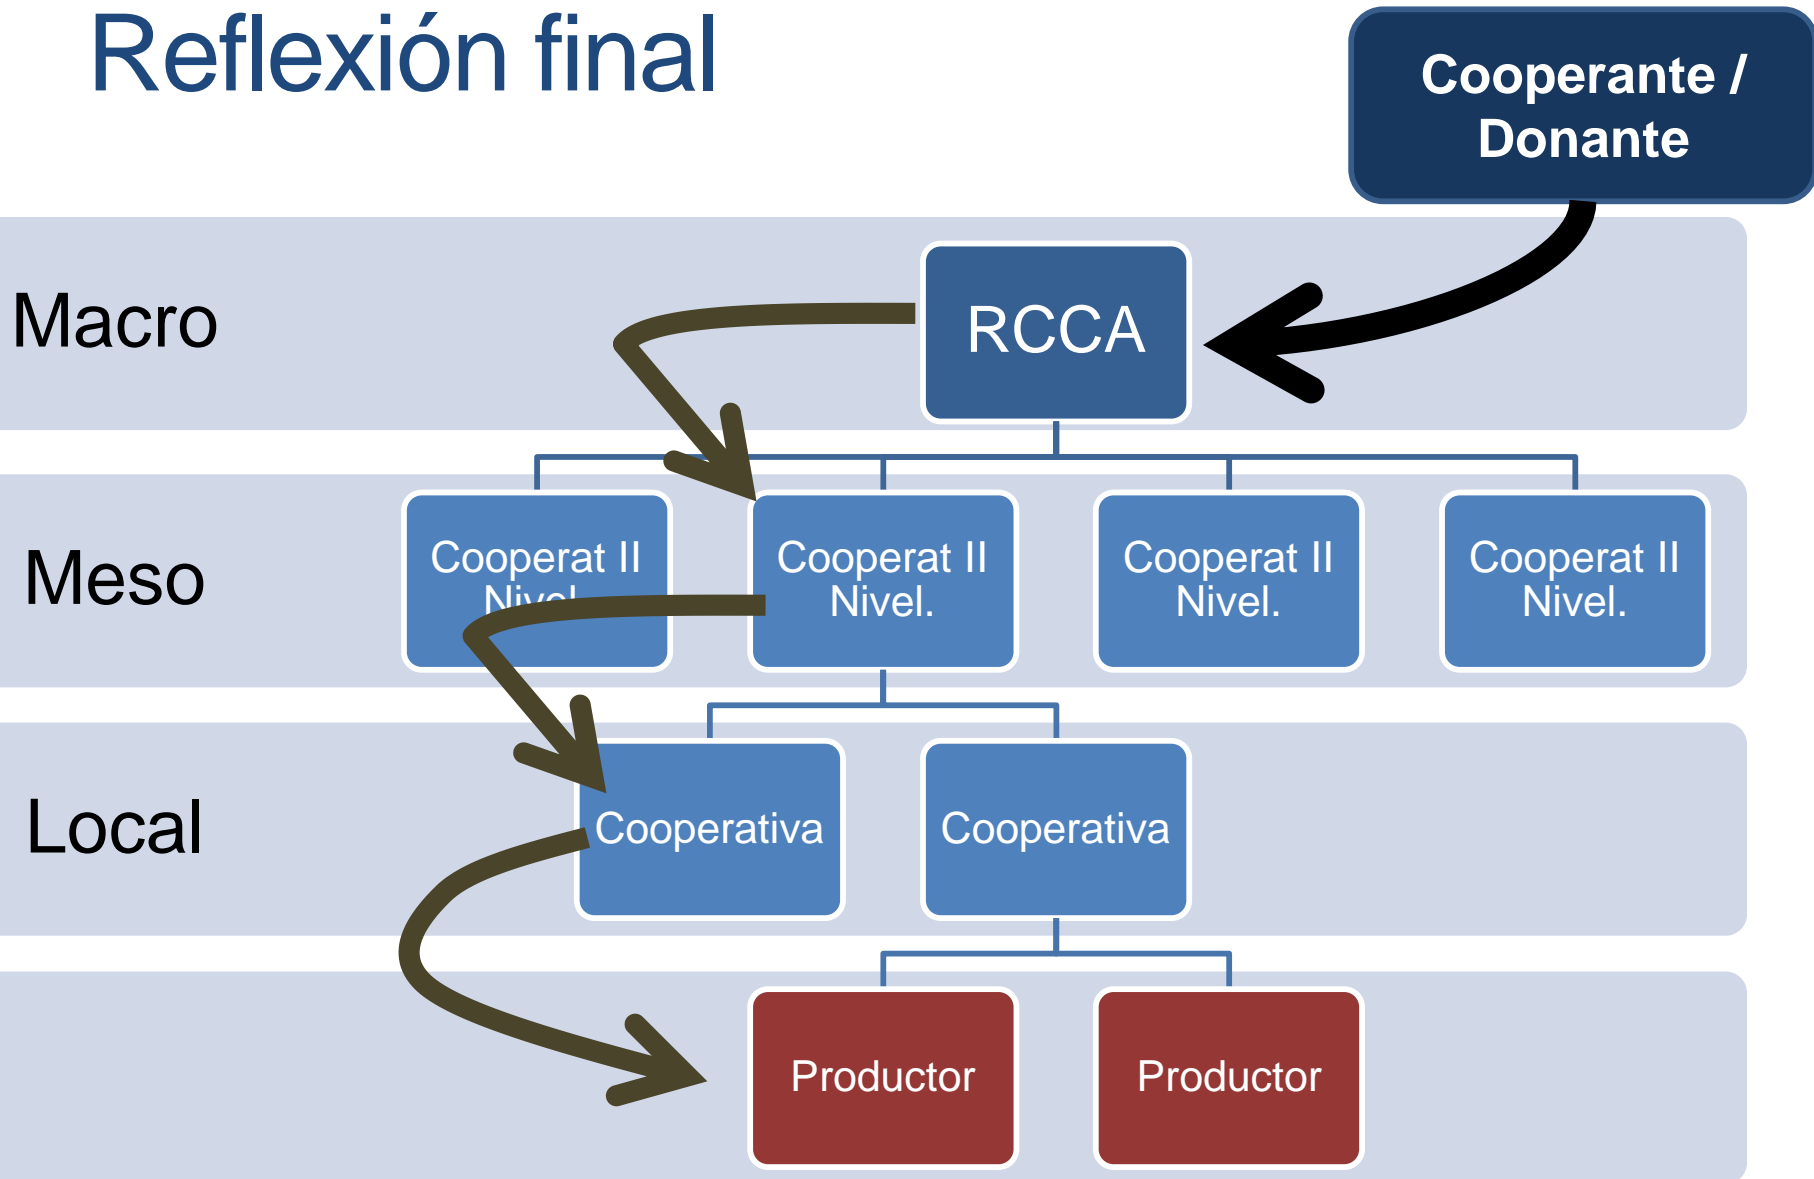 Reflexión final
Cooperante /
Donante
Macro
RCCA
Meso
Cooperat II
Nivel.
Cooperat II
Nivel.
Cooperat II
Nivel.
Cooperat II
Nivel.
Local
Cooperativa
Cooperativa
Productor
Productor